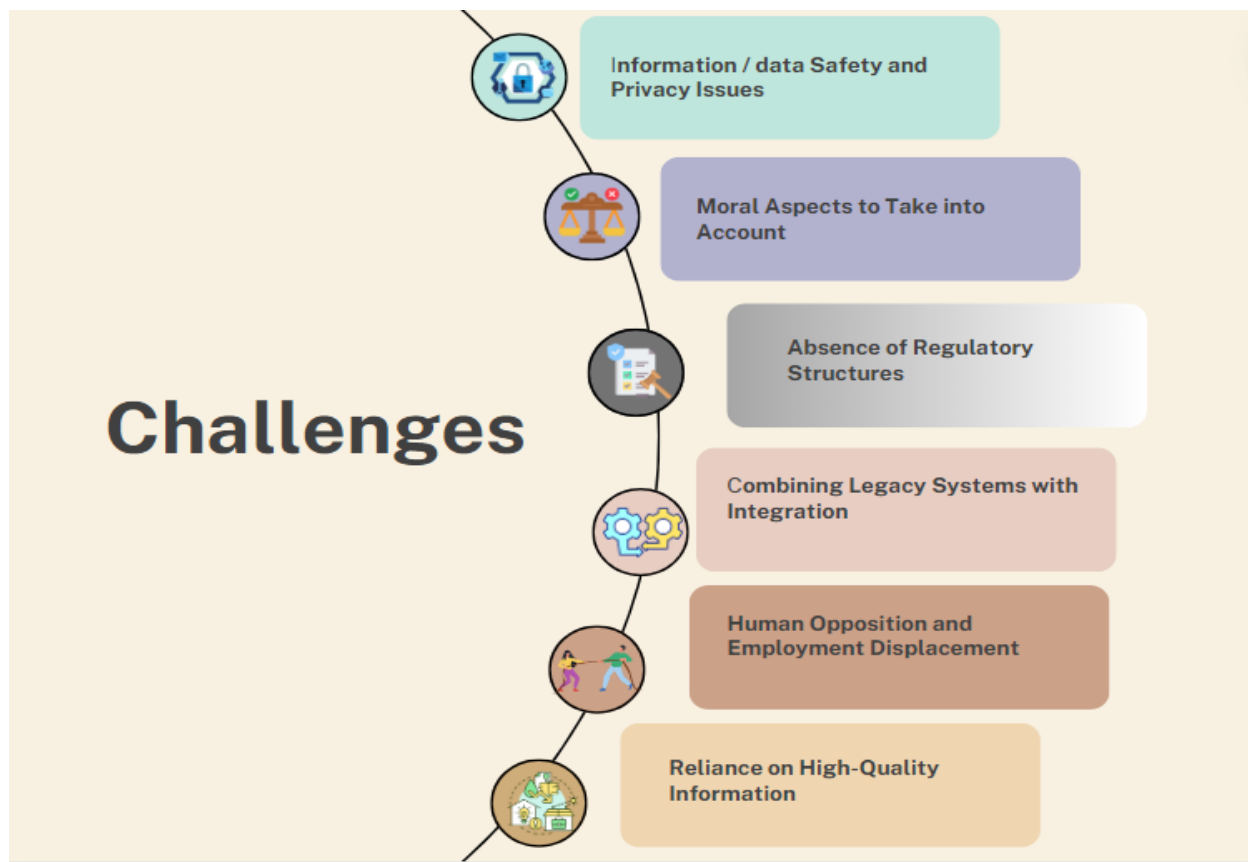 Information / data Safety and
Privacy Issues
Moral Aspects to Take into
Account
Absence of Regulatory
Structures
Challenges
Combining Legacy Systems with
Integration
Human Opposition and
Employment Displacement
Reliance on High-Quality
Information